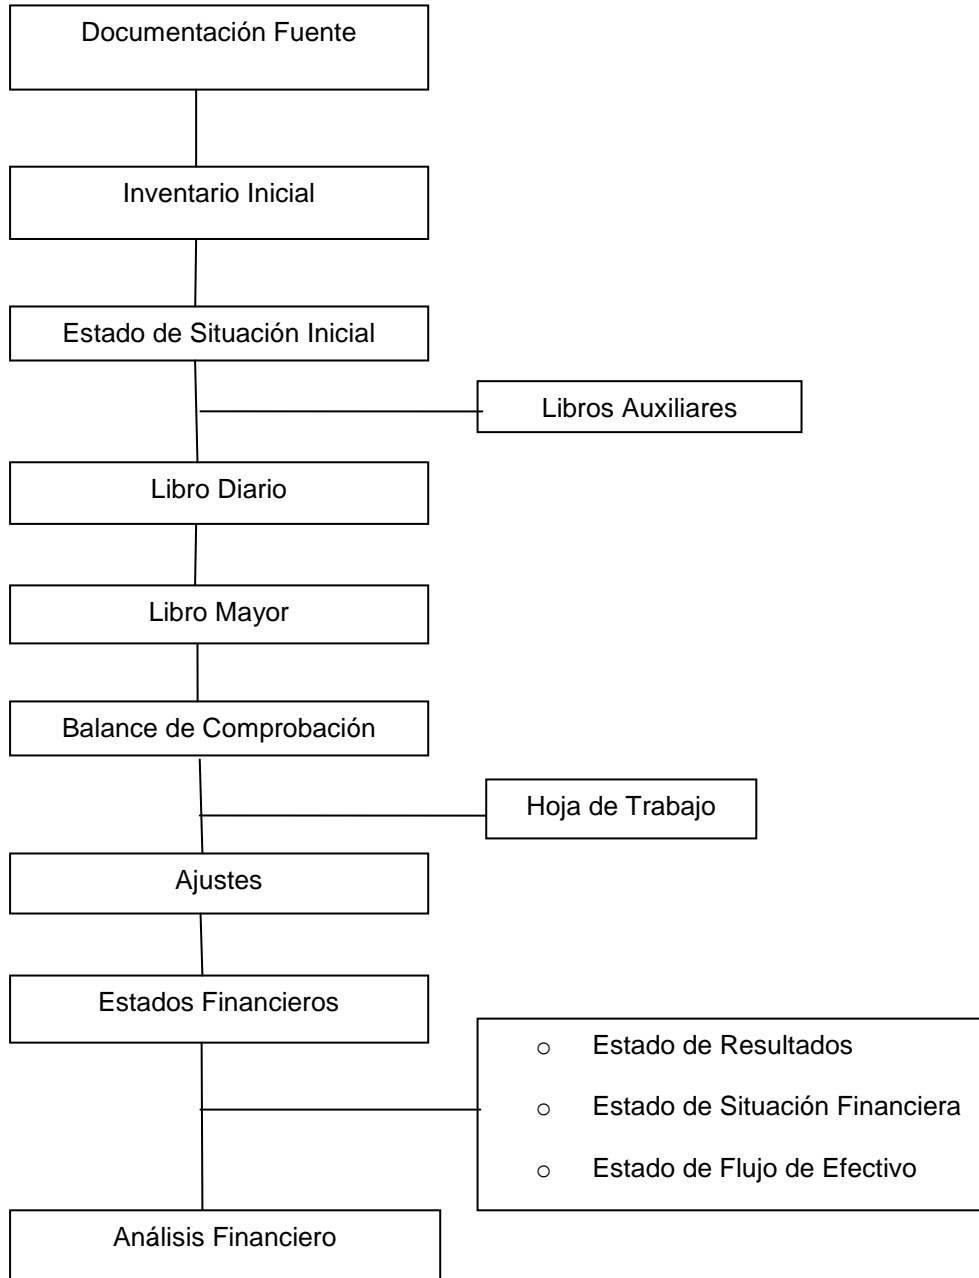 Documentación Fuente
Inventario Inicial
Estado de Situación Inicial
Libros Auxiliares
Libro Diario
Libro Mayor
Balance de Comprobación
Hoja de Trabajo
Ajustes
Estados Financieros
o Estado de Resultados
o Estado de Situación Financiera
o Estado de Flujo de Efectivo
Análisis Financiero